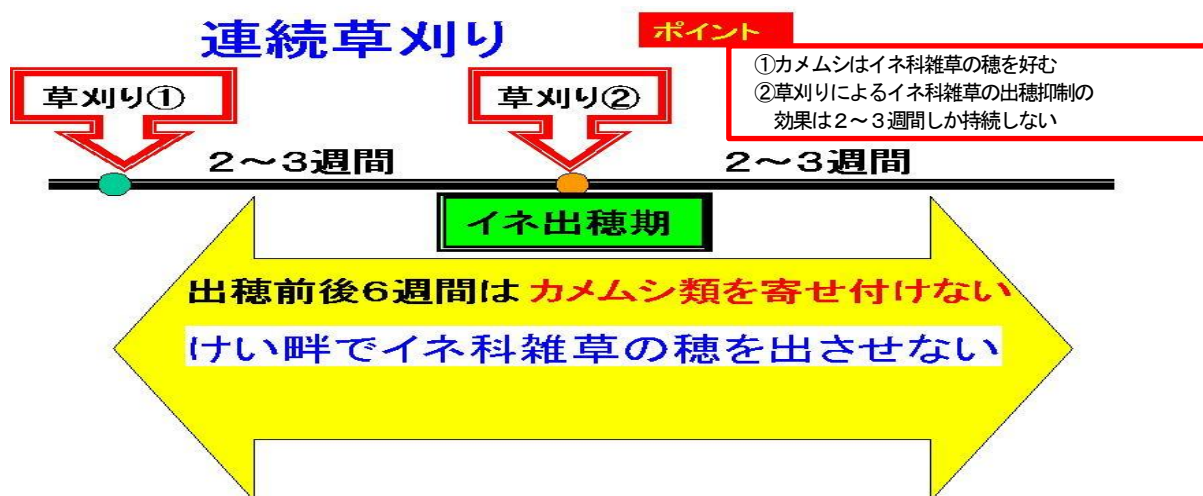 連続草刈り
ポイント
①カメムシはイネ科雑草の穂を好む
②草刈りによるイネ科雑草の出穂抑制の
効果は２～３週間しか持続しない
草刈り①
草刈り②
２～３週間
２～３週間
イネ出穂期
出穂前後６週間はカメムシ類を寄せ付けない
けい畔でイネ科雑草の穂を出させない